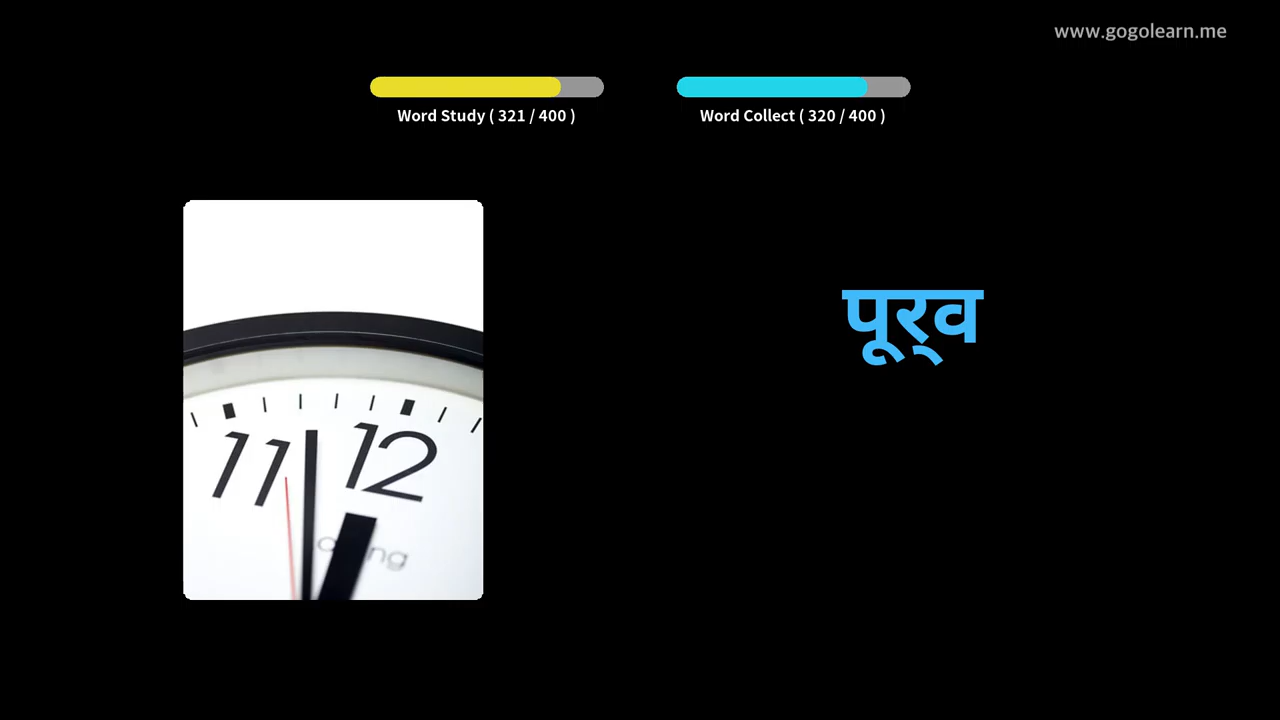 www.gogolearn.me
Word Study ( 321 / 400 )
Word Collect ( 320 / 400 )
11 12
पूर्‌व